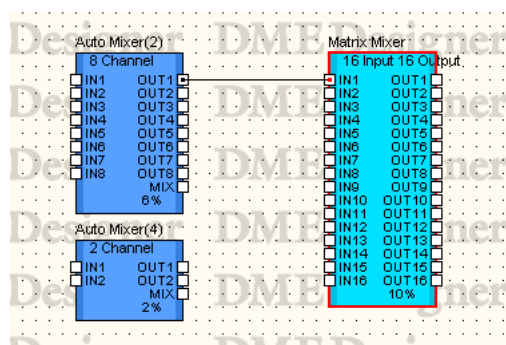 Auto Mixer(2)
8 Channel
IN1 OUT1
IN2 OUT2
IN3 OUT3
IN4 OUT4
IN5 OUT5
IN6 OUT6
IN7 OUT7
IN8 OUT8
MIX
6%
Auto Mixer(4)
2 Channel
IN1 OUT1
IN2 OUT2
MIX
2%
Matrix Mixer
16 Input 16 Output
IN1 OUT1
IN2 OUT2
IN3 OUT3
IN4 OUT4
IN5 OUT5
IN6 OUT6
IN7 OUT7
IN8 OUT8
IN9 OUT9
IN10 OUT10
IN11 OUT11
IN12 OUT12
IN13 OUT13
IN14 OUT14
IN15 OUT15
IN16 OUT16
10%
DME Designer